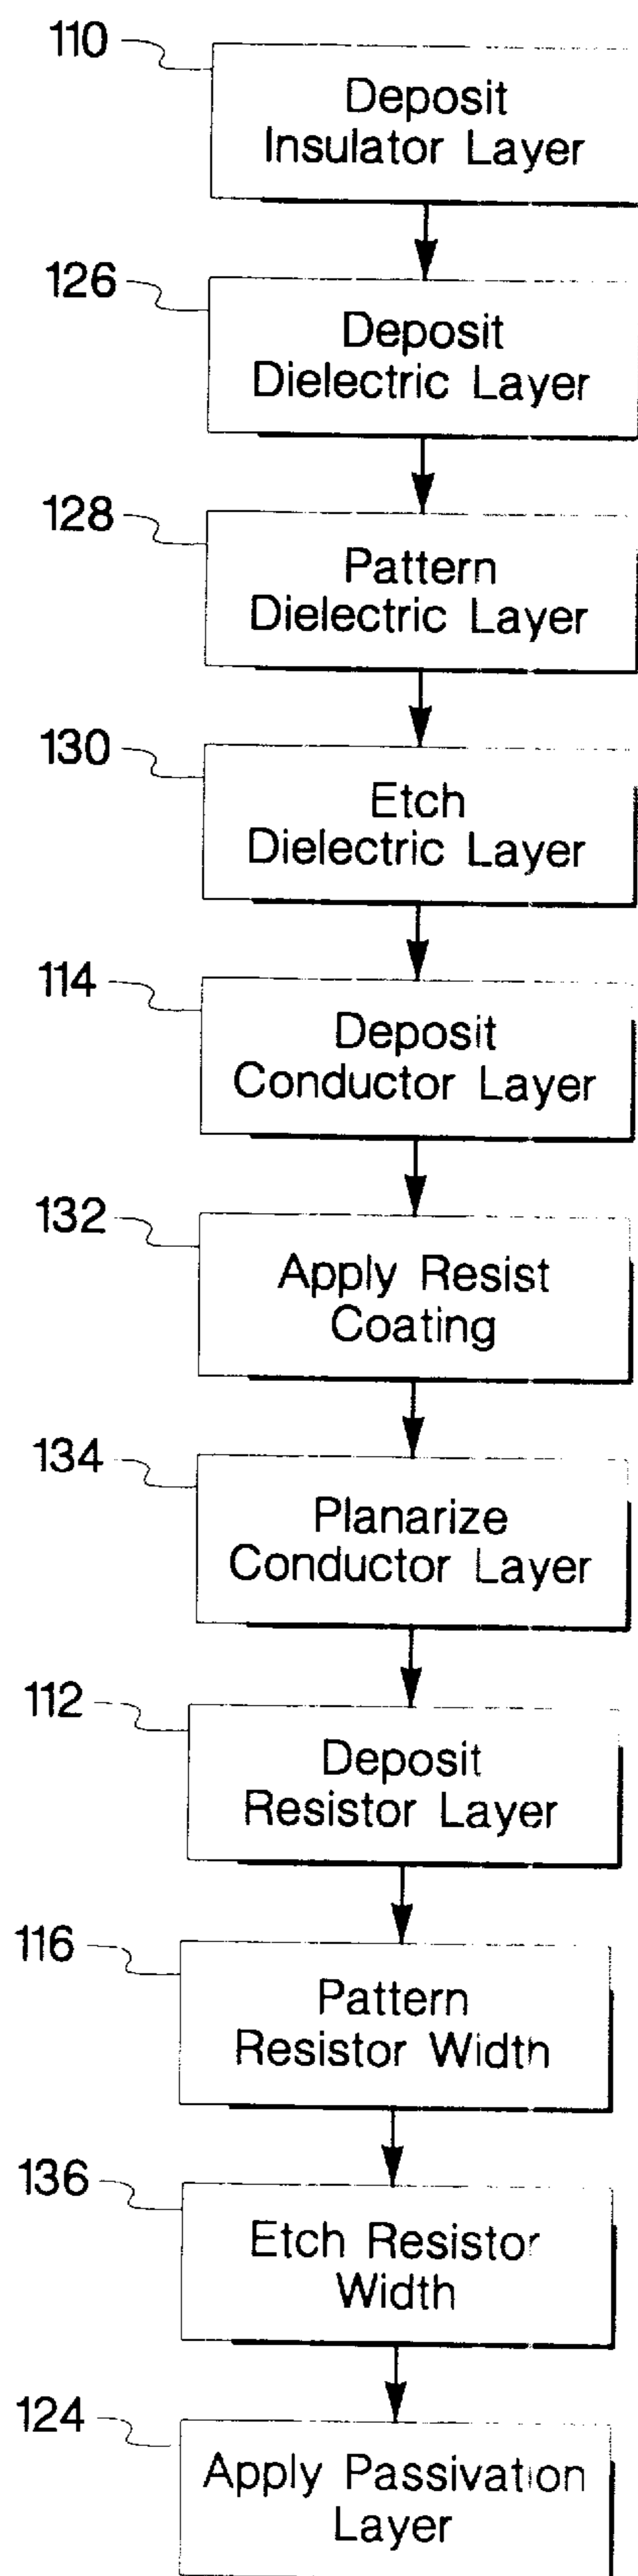 110
Deposit
Insulator Layer
126
Deposit
Dielectric Layer
128
Pattern
Dielectric Layer
130
Etch
Dielectric Layer
114
Deposit
Conductor Layer
132
Apply Resist
Coating
134
Planarize
Conductor Layer
112
Deposit
Resistor Layer
116
Pattern
Resistor Width
136
Etch Resistor
Width
124
Apply Passivation
Layer